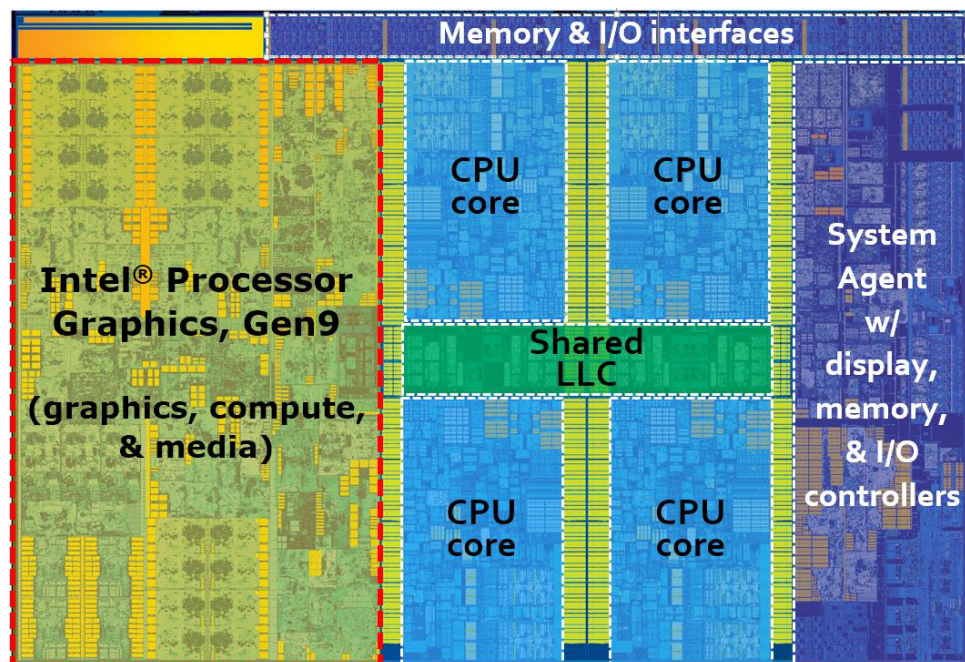 Memory & I/O interfaces
CPU
core
CPU
core
Intel® Processor
Graphics, Gen9
(graphics, compute,
& media)
System
Agent
w/
display,
memory,
& I/O
controllers
Shared
LLC
CPU
core
CPU
core